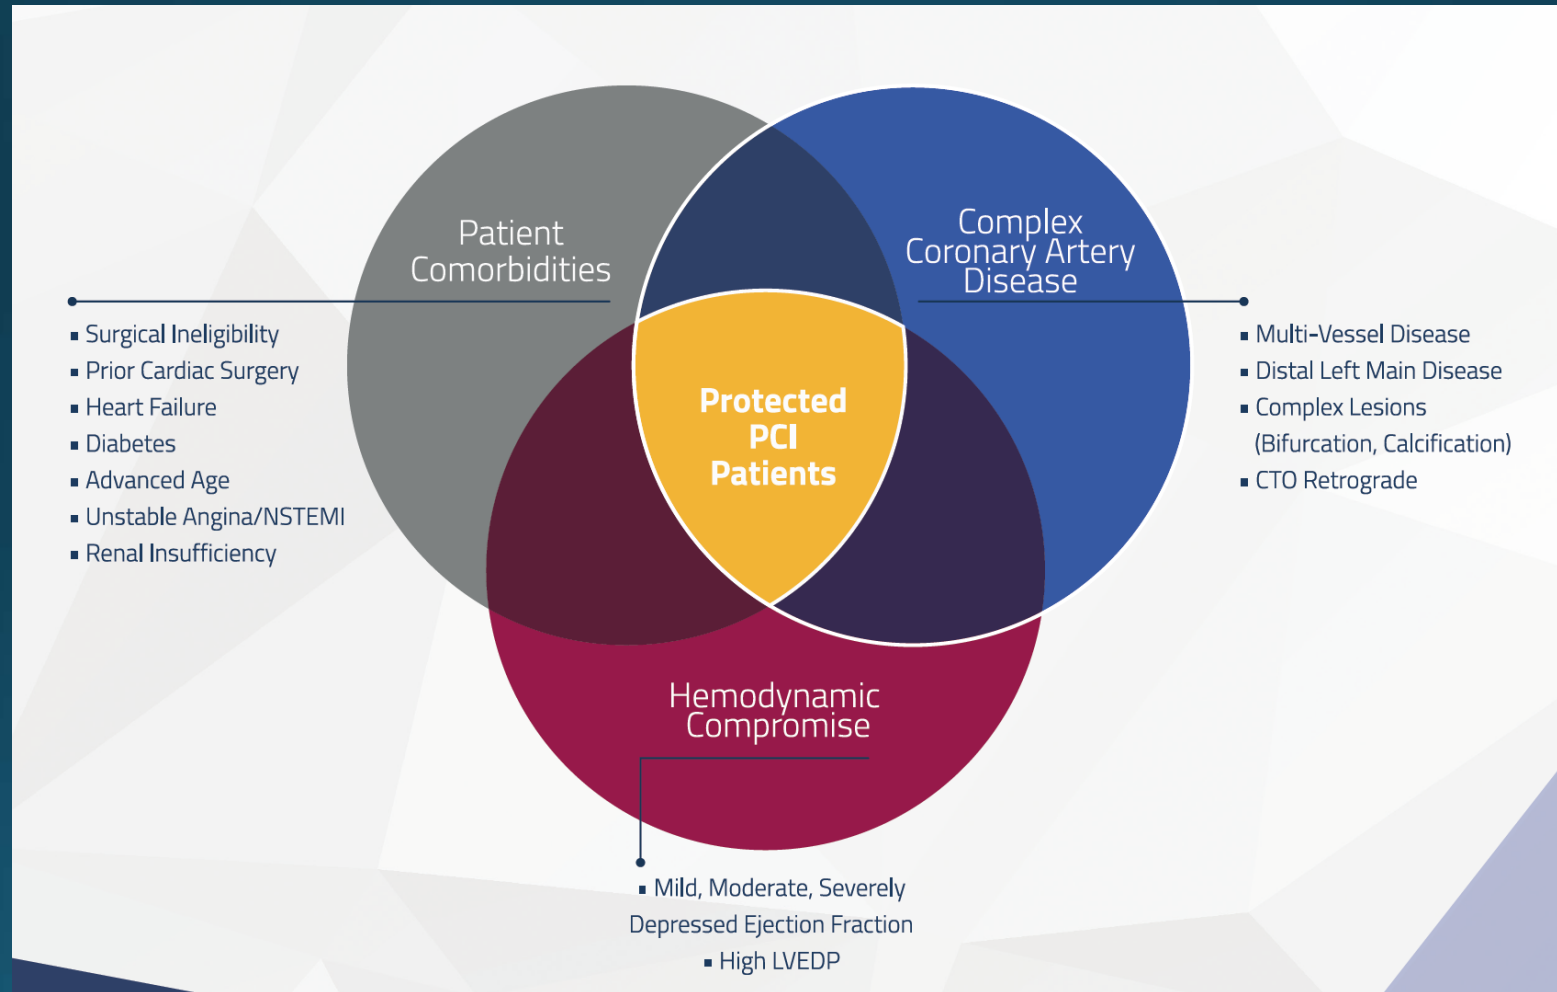 Patient
Comorbidities
▪ Surgical Ineligibility
▪ Prior Cardiac Surgery
▪ Heart Failure
▪ Diabetes
▪ Advanced Age
▪ Unstable Angina/NSTEMI
▪ Renal Insufficiency
Complex
Coronary Artery
Disease
▪ Multi-Vessel Disease
▪ Distal Left Main Disease
▪ Complex Lesions
(Bifurcation, Calcification)
▪ CTO Retrograde
Protected
PCI
Patients
Hemodynamic
Compromise
▪ Mild, Moderate, Severely
Depressed Ejection Fraction
▪ High LVEDP